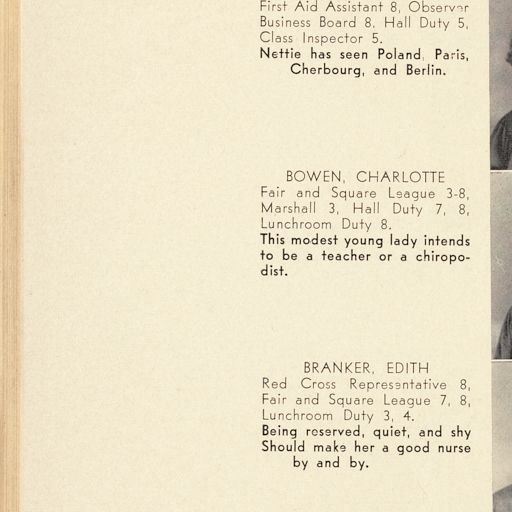 First Aid Assistant 8, Observer
Business Board 8, Hall Duty 5,
Class Inspector 5.
Nettie has seen Poland, Paris,
Cherbourg, and Berlin.
BOWEN, CHARLOTTE
Fair and Square League 3-8,
Marshall 3, Hall Duty 7, 8,
Lunchroom Duty 8.
This modest young lady intends
to be a teacher or a chiropo-
dist.
BRANKER, EDITH
Red Cross Representative 8,
Fair and Square League 7, 8,
Lunchroom Duty 3, 4.
Being reserved, quiet, and shy
Should make her a good nurse
by and by.